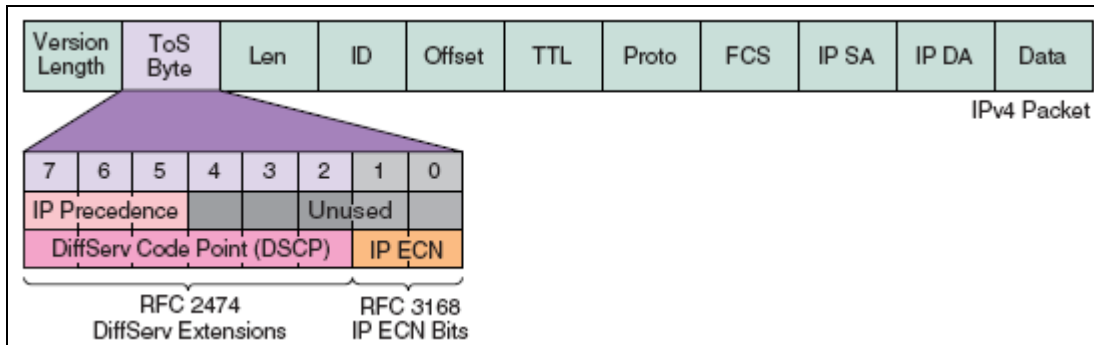 Version Length ToS Byte Len ID Offset TTL Proto FCS IP SA IP DA Data
IPv4 Packet
7 6 5 4 3 2 1 0
IP Precedence Unused
DiffServ Code Point (DSCP) IP ECN
RFC 2474 RFC 3168
DiffServ Extensions IP ECN Bits